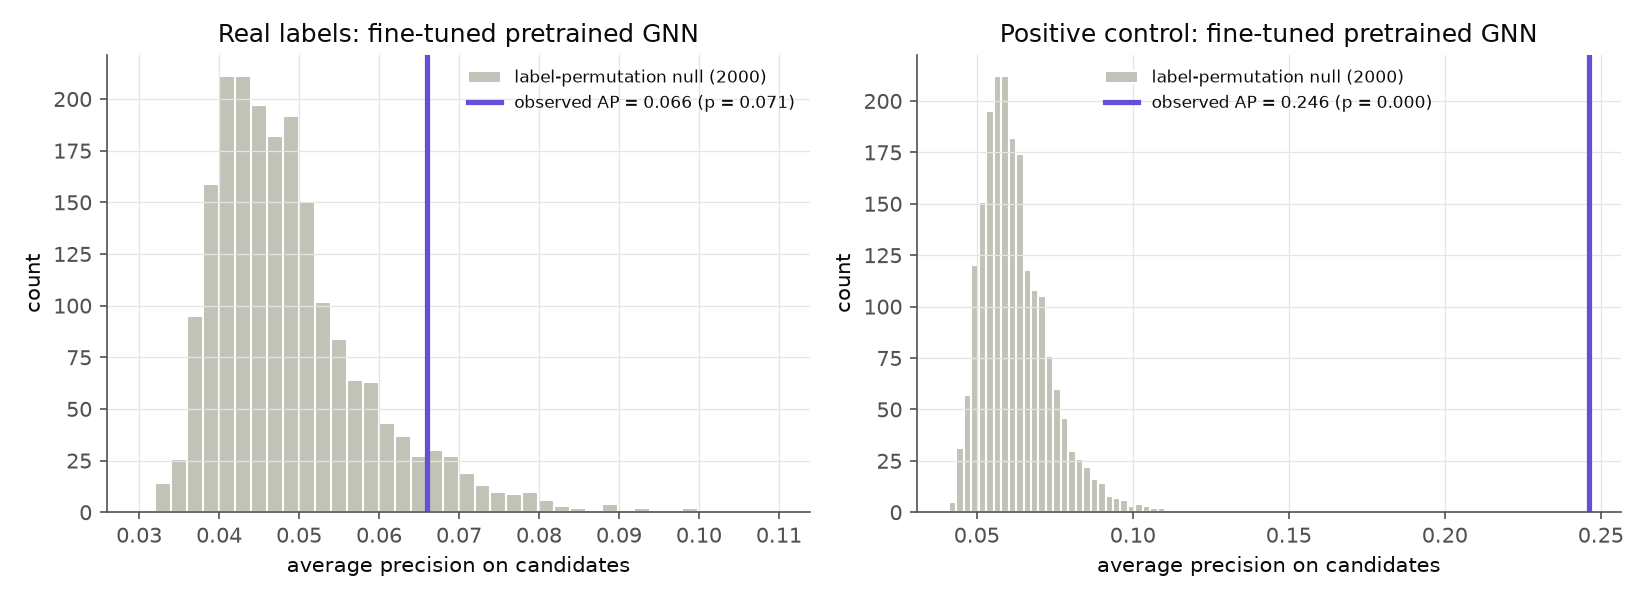 Real labels: fine-tuned pretrained GNN
label-permutation null (2000)
observed AP = 0.066 (p = 0.071)
count
200
175
150
125
100
75
50
25
0
0.03 0.04 0.05 0.06 0.07 0.08 0.09 0.10 0.11
average precision on candidates
Positive control: fine-tuned pretrained GNN
label-permutation null (2000)
observed AP = 0.246 (p = 0.000)
count
200
175
150
125
100
75
50
25
0
0.05 0.10 0.15 0.20 0.25
average precision on candidates